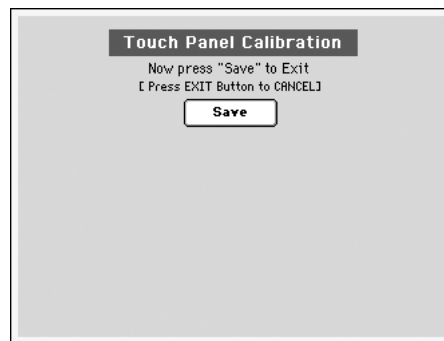 Touch Panel Calibration
Now press "Save" to Exit
[ Press EXIT Button to CANCEL]
Save